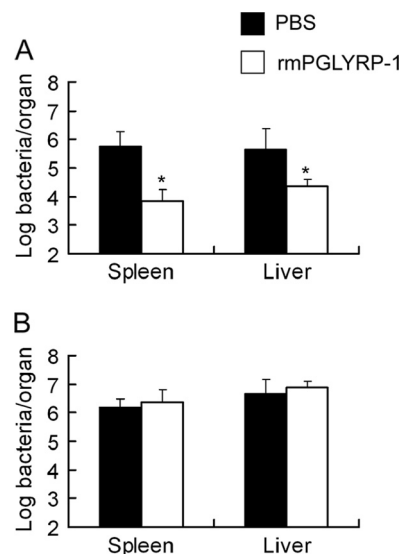 PBS
rmPGLYRP-1
A
Log bacteria/organ
8
7
6
5
4
3
2
*
*
Spleen Liver
B
Log bacteria/organ
8
7
6
5
4
3
2
Spleen Liver